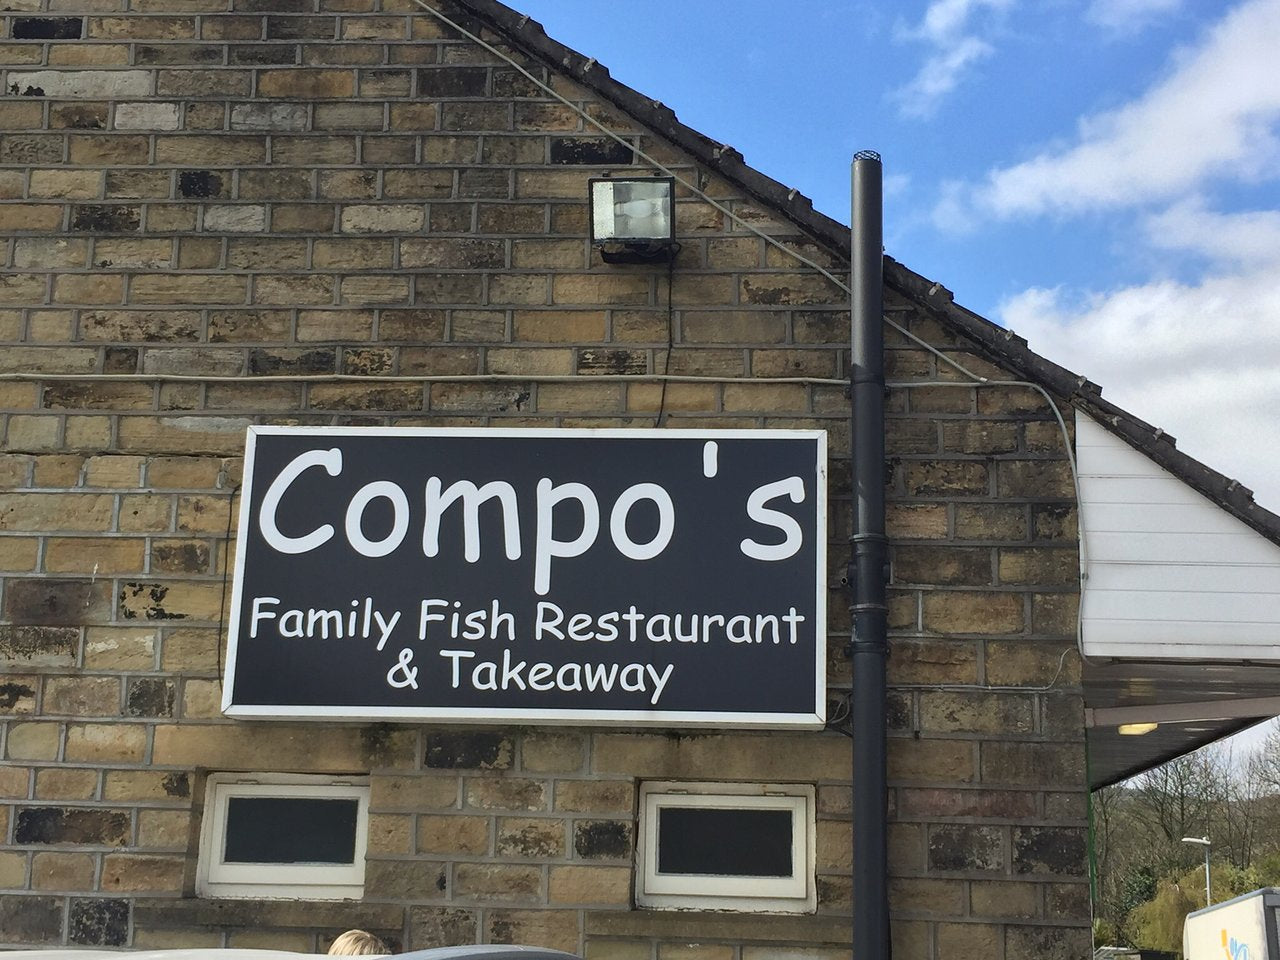 Compo's
Family Fish Restaurant
& Takeaway